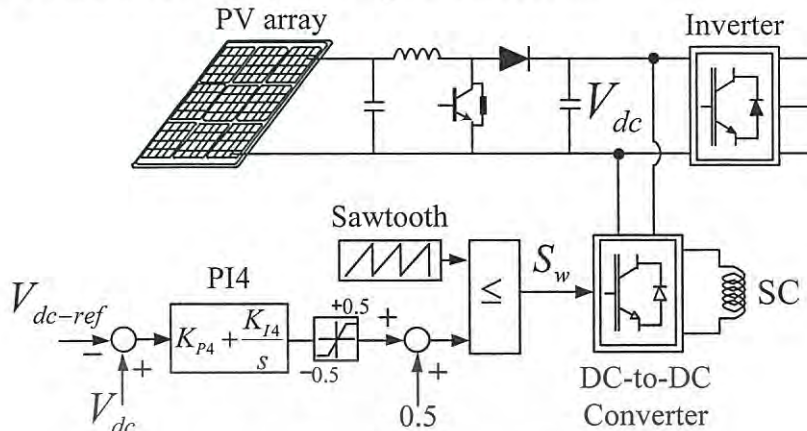 PV array
Inverter
V_dc
Sawtooth
S_w
≤
SC
PI4
V_dc-ref
K_P4 + K_I4/s
+0.5
-0.5
+
+
−
+
0.5
V_dc
DC-to-DC
Converter